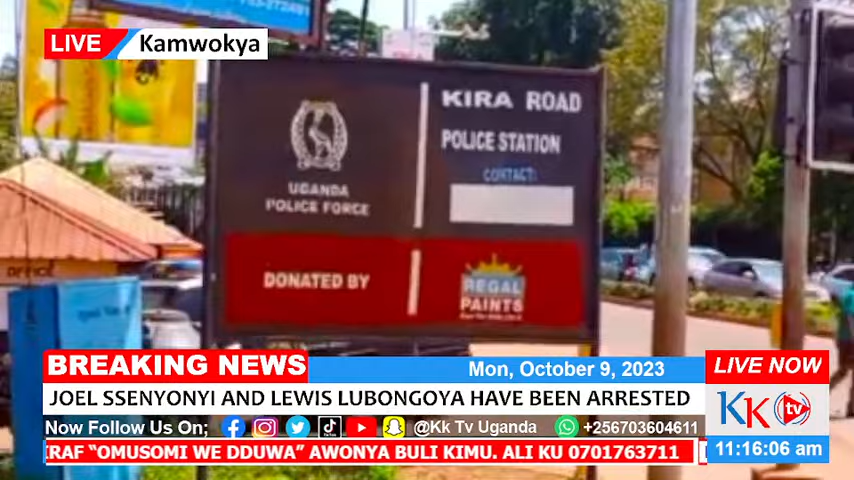 LIVE Kamwokya
KIRA ROAD
POLICE STATION
CONTACT:
UGANDA
POLICE FORCE
DONATED BY
REGAL
PAINTS
OFFICE
BREAKING NEWS
Mon, October 9, 2023
LIVE NOW
JOEL SSENYONYI AND LEWIS LUBONGOYA HAVE BEEN ARRESTED
KK tv
Now Follow Us On; @Kk Tv Uganda +256703604611
"OMUSOMI WE DDUWA" AWONYA BULI KIMU. ALI KU 0701763711
11:16:06 am